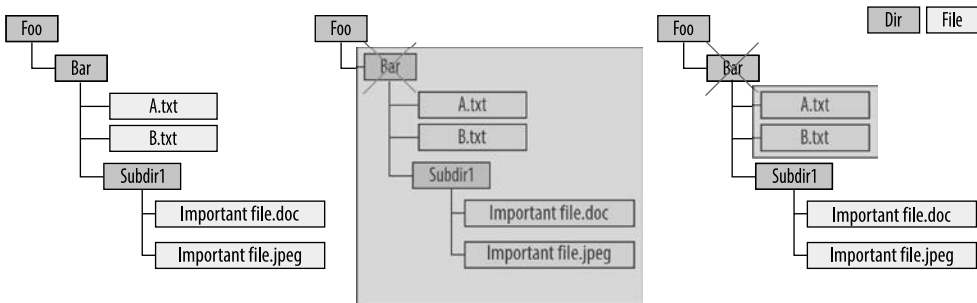 Dir File
Foo
Bar
A.txt
B.txt
Subdir1
Important file.doc
Important file.jpeg
Foo
Bar
A.txt
B.txt
Subdir1
Important file.doc
Important file.jpeg
Foo
Bar
A.txt
B.txt
Subdir1
Important file.doc
Important file.jpeg